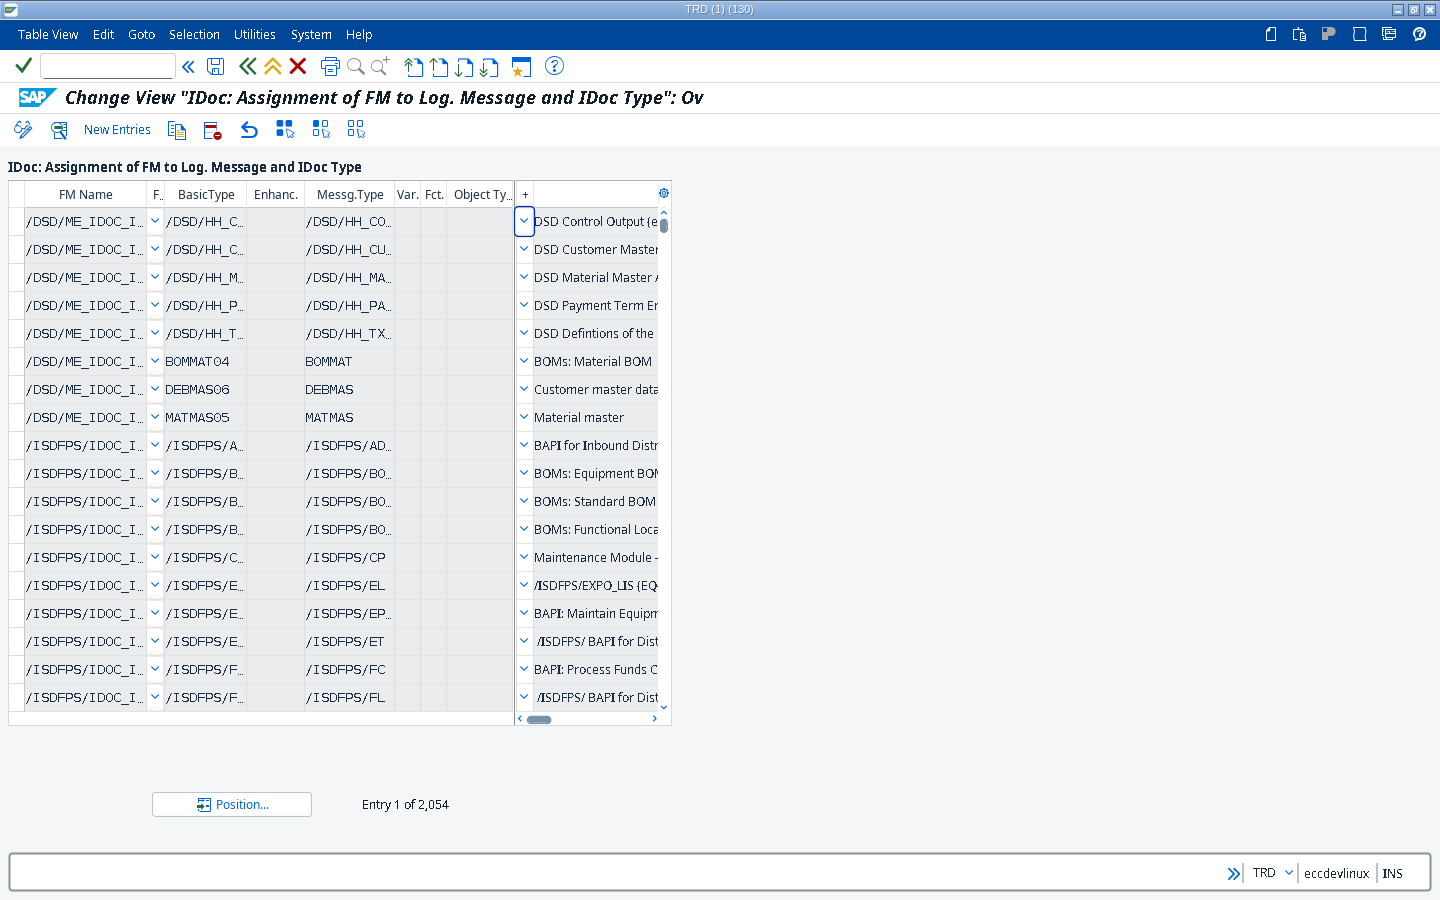 TRD (1) (130)
Table View Edit Goto Selection Utilities System Help
SAP Change View "IDoc: Assignment of FM to Log. Message and IDoc Type": Ov
New Entries
IDoc: Assignment of FM to Log. Message and IDoc Type
FM Name F.. BasicType Enhanc. Messg.Type Var. Fct. Object Ty... +
/DSD/ME_IDOC_I... /DSD/HH_C... /DSD/HH_CO... DSD Control Output (e
/DSD/ME_IDOC_I... /DSD/HH_C... /DSD/HH_CU... DSD Customer Master
/DSD/ME_IDOC_I... /DSD/HH_M... /DSD/HH_MA... DSD Material Master A
/DSD/ME_IDOC_I... /DSD/HH_P... /DSD/HH_PA... DSD Payment Term Er
/DSD/ME_IDOC_I... /DSD/HH_T... /DSD/HH_TX... DSD Defintions of the
/DSD/ME_IDOC_I... BOMMAT04 BOMMAT BOMs: Material BOM
/DSD/ME_IDOC_I... DEBMAS06 DEBMAS Customer master data
/DSD/ME_IDOC_I... MATMAS05 MATMAS Material master
/ISDFPS/IDOC_I... /ISDFPS/A... /ISDFPS/AD... BAPI for Inbound Distr
/ISDFPS/IDOC_I... /ISDFPS/B... /ISDFPS/BO... BOMs: Equipment BOM
/ISDFPS/IDOC_I... /ISDFPS/B... /ISDFPS/BO... BOMs: Standard BOM
/ISDFPS/IDOC_I... /ISDFPS/B... /ISDFPS/BO... BOMs: Functional Loca
/ISDFPS/IDOC_I... /ISDFPS/C... /ISDFPS/CP Maintenance Module -
/ISDFPS/IDOC_I... /ISDFPS/E... /ISDFPS/EL /ISDFPS/EXPO_LIS (EQ
/ISDFPS/IDOC_I... /ISDFPS/E... /ISDFPS/EP... BAPI: Maintain Equipm
/ISDFPS/IDOC_I... /ISDFPS/E... /ISDFPS/ET /ISDFPS/ BAPI for Dist
/ISDFPS/IDOC_I... /ISDFPS/F... /ISDFPS/FC BAPI: Process Funds C
/ISDFPS/IDOC_I... /ISDFPS/F... /ISDFPS/FL /ISDFPS/ BAPI for Dist
Position... Entry 1 of 2,054
TRD eccdevlinux INS